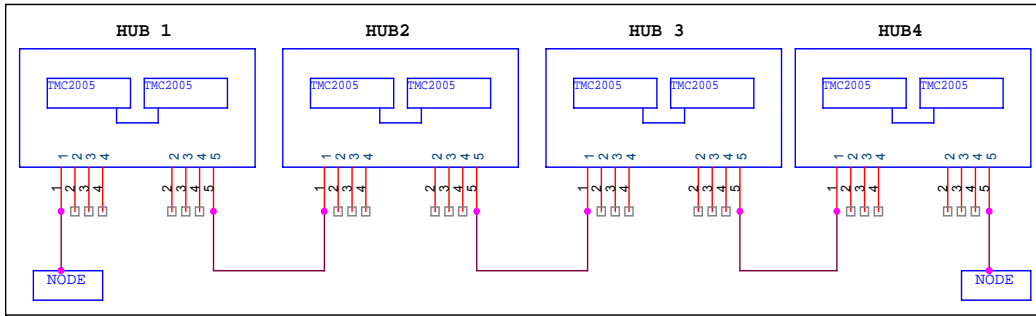 HUB 1 HUB2 HUB 3 HUB4
TMC2005 TMC2005 TMC2005 TMC2005 TMC2005 TMC2005 TMC2005 TMC2005
1 2 3 4 2 3 4 5 1 2 3 4 2 3 4 5 1 2 3 4 2 3 4 5 1 2 3 4 2 3 4 5
1 2 3 4 2 3 4 5 1 2 3 4 2 3 4 5 1 2 3 4 2 3 4 5 1 2 3 4 2 3 4 5
NODE NODE